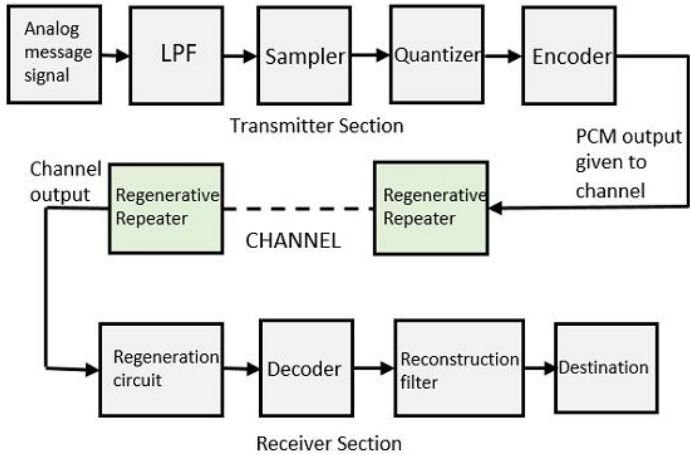 Analog
message
signal
LPF
Sampler
Quantizer
Encoder
Transmitter Section
PCM output
given to
channel
Channel
output
Regenerative
Repeater
CHANNEL
Regenerative
Repeater
Regeneration
circuit
Decoder
Reconstruction
filter
Destination
Receiver Section